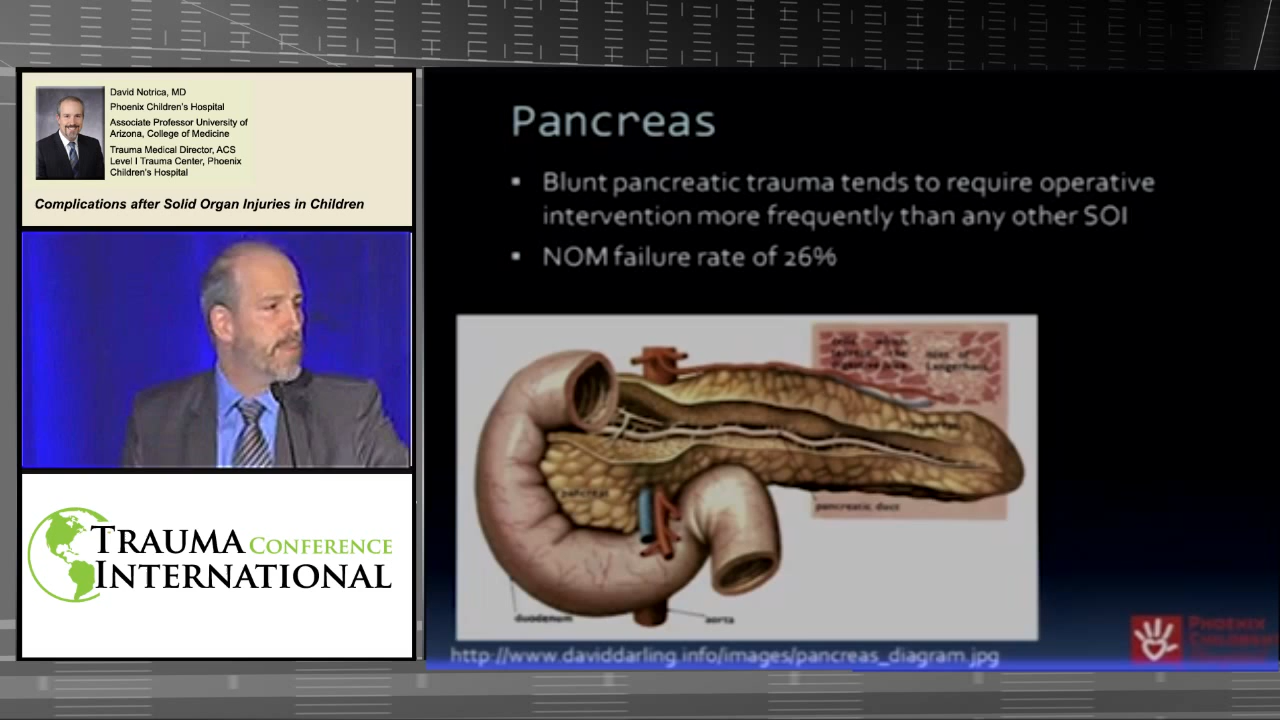 David Notrica, MD
Phoenix Children's Hospital
Associate Professor University of
Arizona, College of Medicine
Trauma Medical Director, ACS
Level I Trauma Center, Phoenix
Children's Hospital
Complications after Solid Organ Injuries in Children
TRAUMA CONFERENCE
INTERNATIONAL
Pancreas
▪ Blunt pancreatic trauma tends to require operative
intervention more frequently than any other SOI
▪ NOM failure rate of 26%
pancreatic duct
duodenum
aorta
http://www.daviddarling.info/images/pancreas_diagram.jpg
PHOENIX
CHILDREN'S